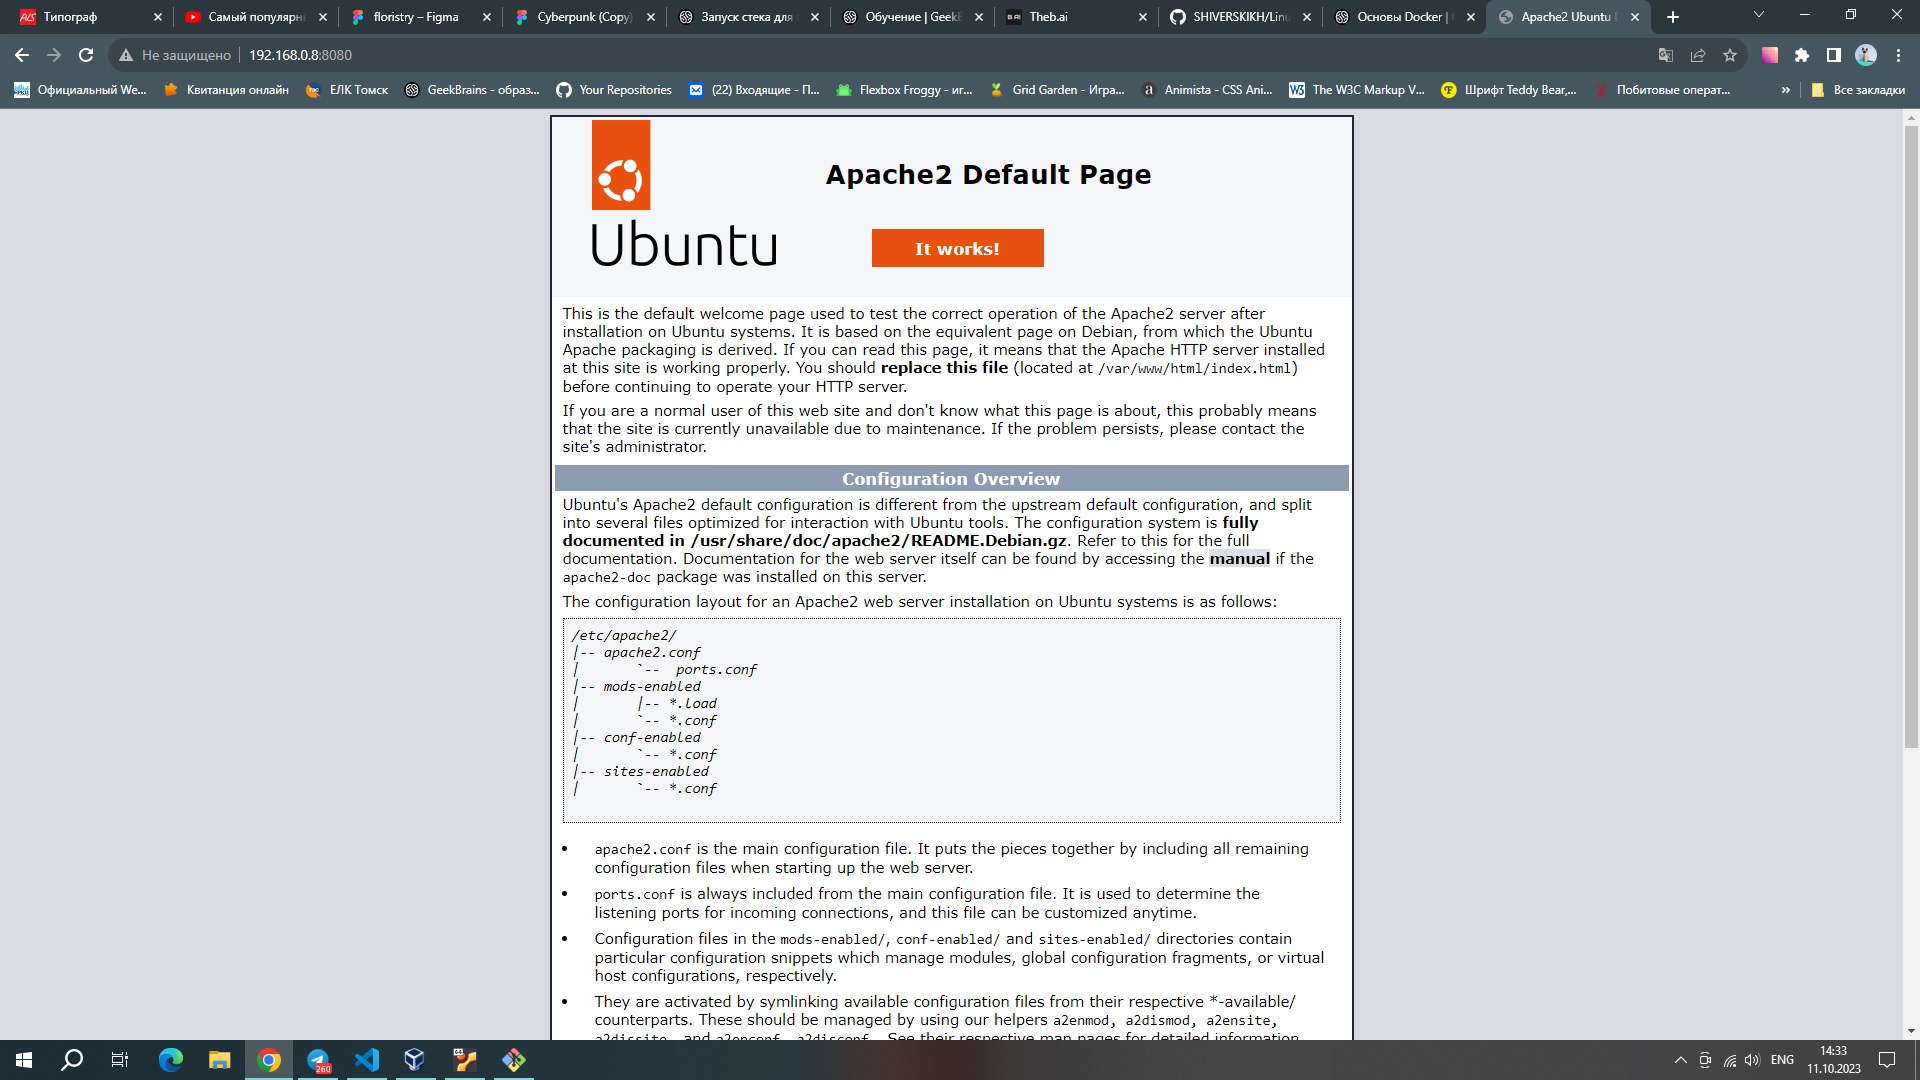 Типограф
Самый популярн
floristry – Figma
Cyberpunk (Copy)
Запуск стека для
Обучение | GeekB
Theb.ai
SHIVERSKIKH/Linu
Основы Docker |
Apache2 Ubuntu D
Не защищено
192.168.0.8:8080
Официальный We...
Квитанция онлайн
ЕЛК Томск
GeekBrains - образ...
Your Repositories
(22) Входящие - П...
Flexbox Froggy - иг...
Grid Garden - Игра...
Animista - CSS Ani...
The W3C Markup V...
Шрифт Teddy Bear,...
Побитовые operат...
»
Все закладки
Apache2 Default Page
Ubuntu
It works!
This is the default welcome page used to test the correct operation of the Apache2 server after
installation on Ubuntu systems. It is based on the equivalent page on Debian, from which the Ubuntu
Apache packaging is derived. If you can read this page, it means that the Apache HTTP server installed
at this site is working properly. You should replace this file (located at /var/www/html/index.html)
before continuing to operate your HTTP server.
If you are a normal user of this web site and don't know what this page is about, this probably means
that the site is currently unavailable due to maintenance. If the problem persists, please contact the
site's administrator.
Configuration Overview
Ubuntu's Apache2 default configuration is different from the upstream default configuration, and split
into several files optimized for interaction with Ubuntu tools. The configuration system is fully
documented in /usr/share/doc/apache2/README.Debian.gz. Refer to this for the full
documentation. Documentation for the web server itself can be found by accessing the manual if the
apache2-doc package was installed on this server.
The configuration layout for an Apache2 web server installation on Ubuntu systems is as follows:
/etc/apache2/
|-- apache2.conf
|       `--  ports.conf
|-- mods-enabled
|       |-- *.load
|       `-- *.conf
|-- conf-enabled
|       `-- *.conf
|-- sites-enabled
|       `-- *.conf
• apache2.conf is the main configuration file. It puts the pieces together by including all remaining
configuration files when starting up the web server.
• ports.conf is always included from the main configuration file. It is used to determine the
listening ports for incoming connections, and this file can be customized anytime.
• Configuration files in the mods-enabled/, conf-enabled/ and sites-enabled/ directories contain
particular configuration snippets which manage modules, global configuration fragments, or virtual
host configurations, respectively.
• They are activated by symlinking available configuration files from their respective *-available/
counterparts. These should be managed by using our helpers a2enmod, a2dismod, a2ensite,
a2dissite, and a2enconf, a2disconf . See their respective man pages for detailed information.
260
64
ENG
14:33
11.10.2023